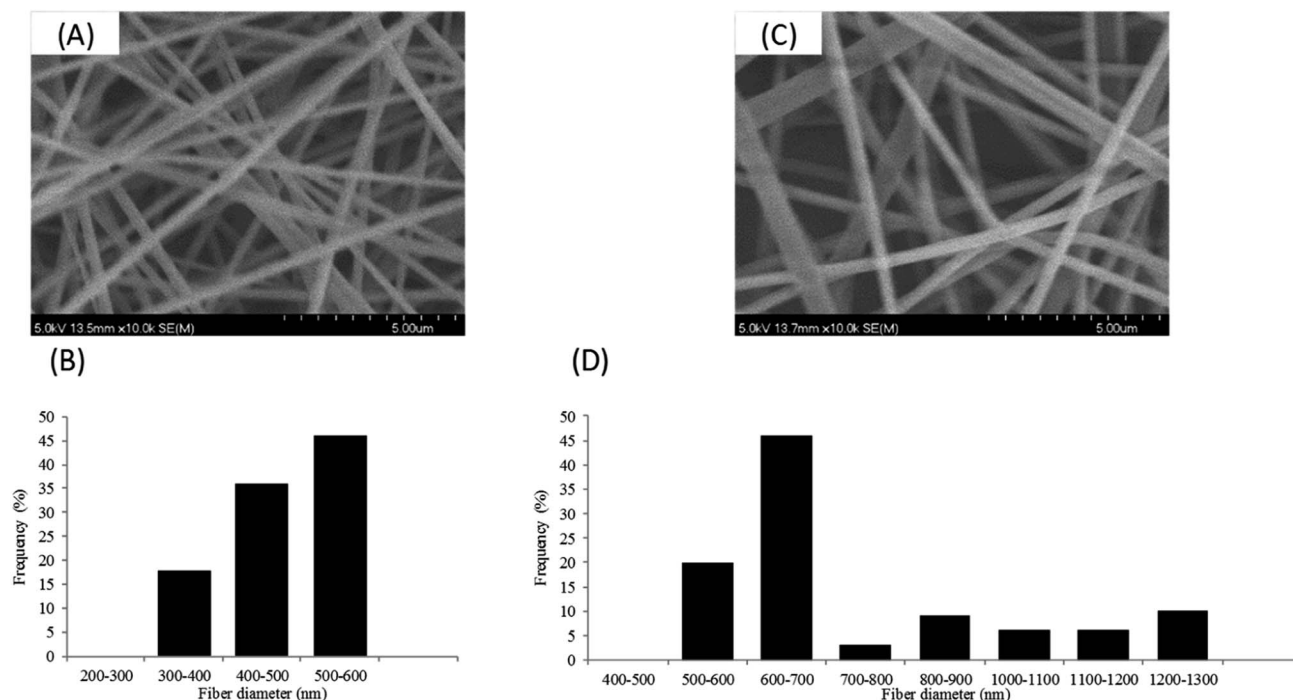 (A)
5.0kV 13.5mm x10.0k SE(M) 5.00um
(C)
5.0kV 13.7mm x10.0k SE(M) 5.00um
(B)
50
45
40
35
30
25
20
15
10
5
0
Frequency (%)
200-300 300-400 400-500 500-600
Fiber diameter (nm)
(D)
50
45
40
35
30
25
20
15
10
5
0
Frequency (%)
400-500 500-600 600-700 700-800 800-900 1000-1100 1100-1200 1200-1300
Fiber diameter (nm)